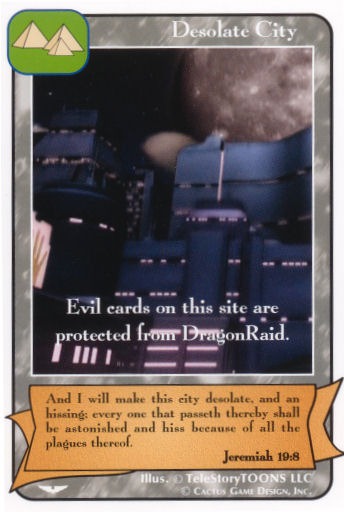 Desolate City
Evil cards on this site are
protected from DragonRaid.
And I will make this city desolate, and an
hissing; every one that passeth thereby shall
be astonished and hiss because of all the
plagues thereof.
Jeremiah 19:8
Illus. © TeleStoryTOONS LLC
© Cactus Game Design, Inc.